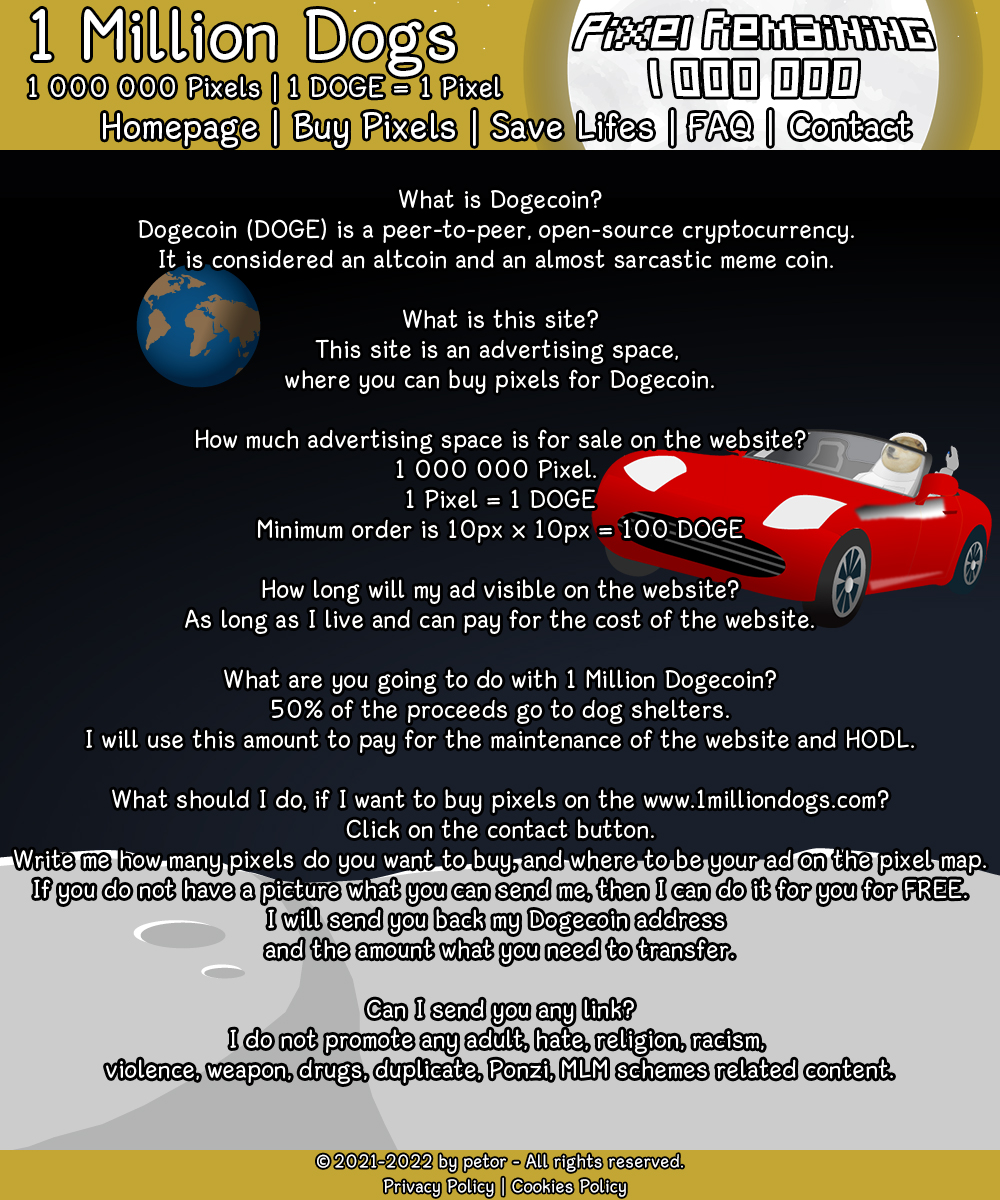 1 Million Dogs
1 000 000 Pixels | 1 DOGE = 1 Pixel
Pixel Remaining
1 000 000
Homepage | Buy Pixels | Save Lifes | FAQ | Contact
What is Dogecoin?
Dogecoin (DOGE) is a peer-to-peer, open-source cryptocurrency.
It is considered an altcoin and an almost sarcastic meme coin.
What is this site?
This site is an advertising space,
where you can buy pixels for Dogecoin.
How much advertising space is for sale on the website?
1 000 000 Pixel.
1 Pixel = 1 DOGE
Minimum order is 10px x 10px = 100 DOGE
How long will my ad visible on the website?
As long as I live and can pay for the cost of the website.
What are you going to do with 1 Million Dogecoin?
50% of the proceeds go to dog shelters.
I will use this amount to pay for the maintenance of the website and HODL.
What should I do, if I want to buy pixels on the www.1milliondogs.com?
Click on the contact button.
Write me how many pixels do you want to buy, and where to be your ad on the pixel map.
If you do not have a picture what you can send me, then I can do it for you for FREE.
I will send you back my Dogecoin address
and the amount what you need to transfer.
Can I send you any link?
I do not promote any adult, hate, religion, racism,
violence, weapon, drugs, duplicate, Ponzi, MLM schemes related content.
© 2021-2022 by petor - All rights reserved.
Privacy Policy | Cookies Policy